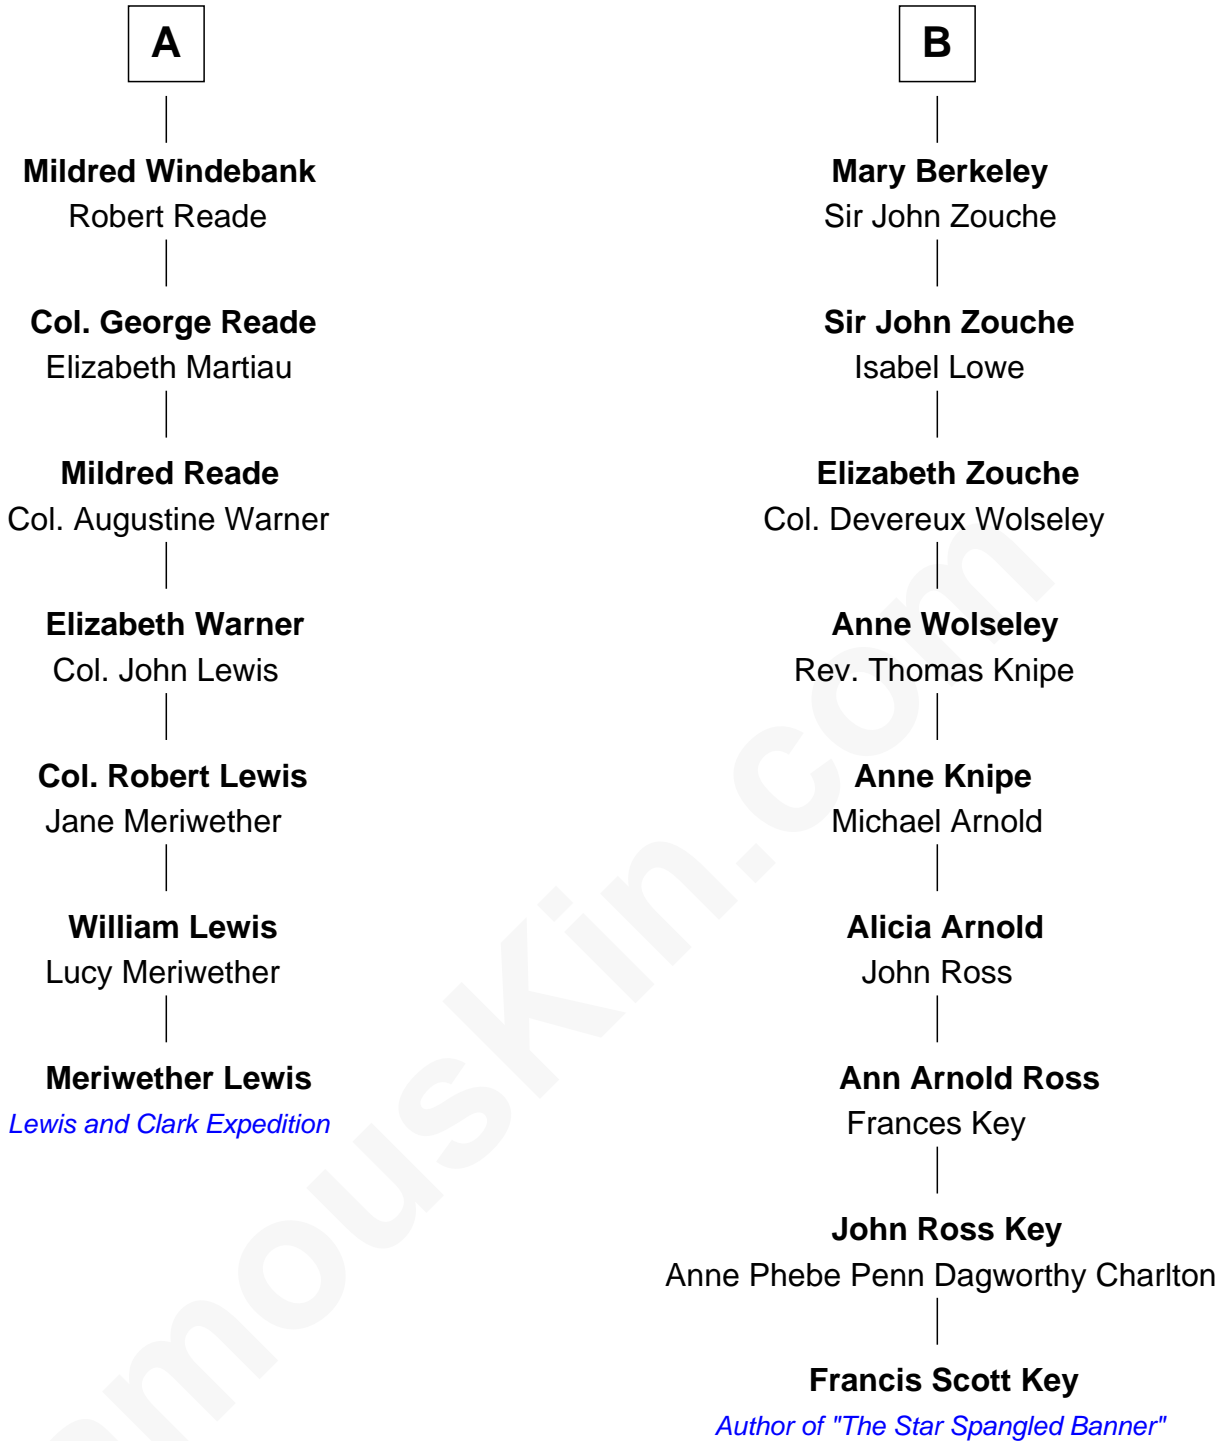 A
Mildred Windebank
Robert Reade
Col. George Reade
Elizabeth Martiau
Mildred Reade
Col. Augustine Warner
Elizabeth Warner
Col. John Lewis
Col. Robert Lewis
Jane Meriwether
William Lewis
Lucy Meriwether
Meriwether Lewis
Lewis and Clark Expedition
B
Mary Berkeley
Sir John Zouche
Sir John Zouche
Isabel Lowe
Elizabeth Zouche
Col. Devereux Wolseley
Anne Wolseley
Rev. Thomas Knipe
Anne Knipe
Michael Arnold
Alicia Arnold
John Ross
Ann Arnold Ross
Frances Key
John Ross Key
Anne Phebe Penn Dagworthy Charlton
Francis Scott Key
Author of "The Star Spangled Banner"
amousKin.com